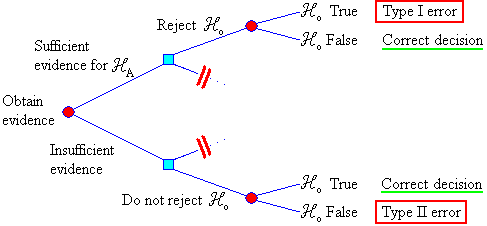 ℋ₀ True Type I error
Reject ℋ₀
ℋ₀ False Correct decision
Sufficient
evidence for ℋ_A
Obtain
evidence
Insufficient
evidence
ℋ₀ True Correct decision
Do not reject ℋ₀
ℋ₀ False Type II error